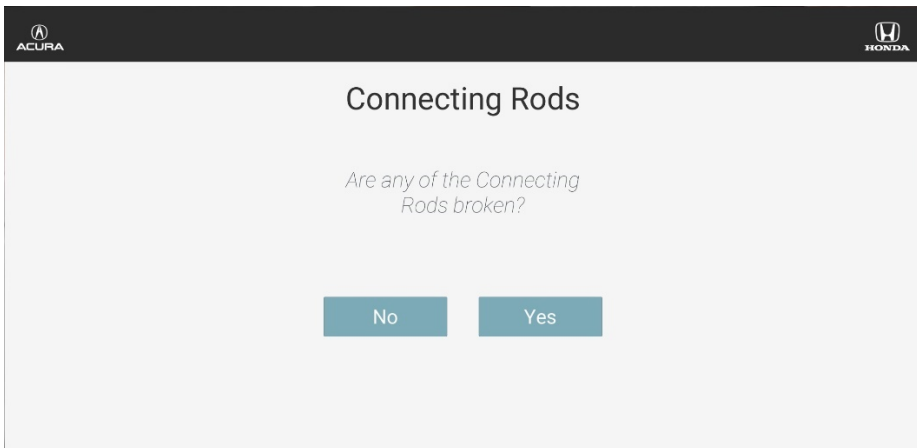 ACURA
HONDA
Connecting Rods
Are any of the Connecting
Rods broken?
No
Yes